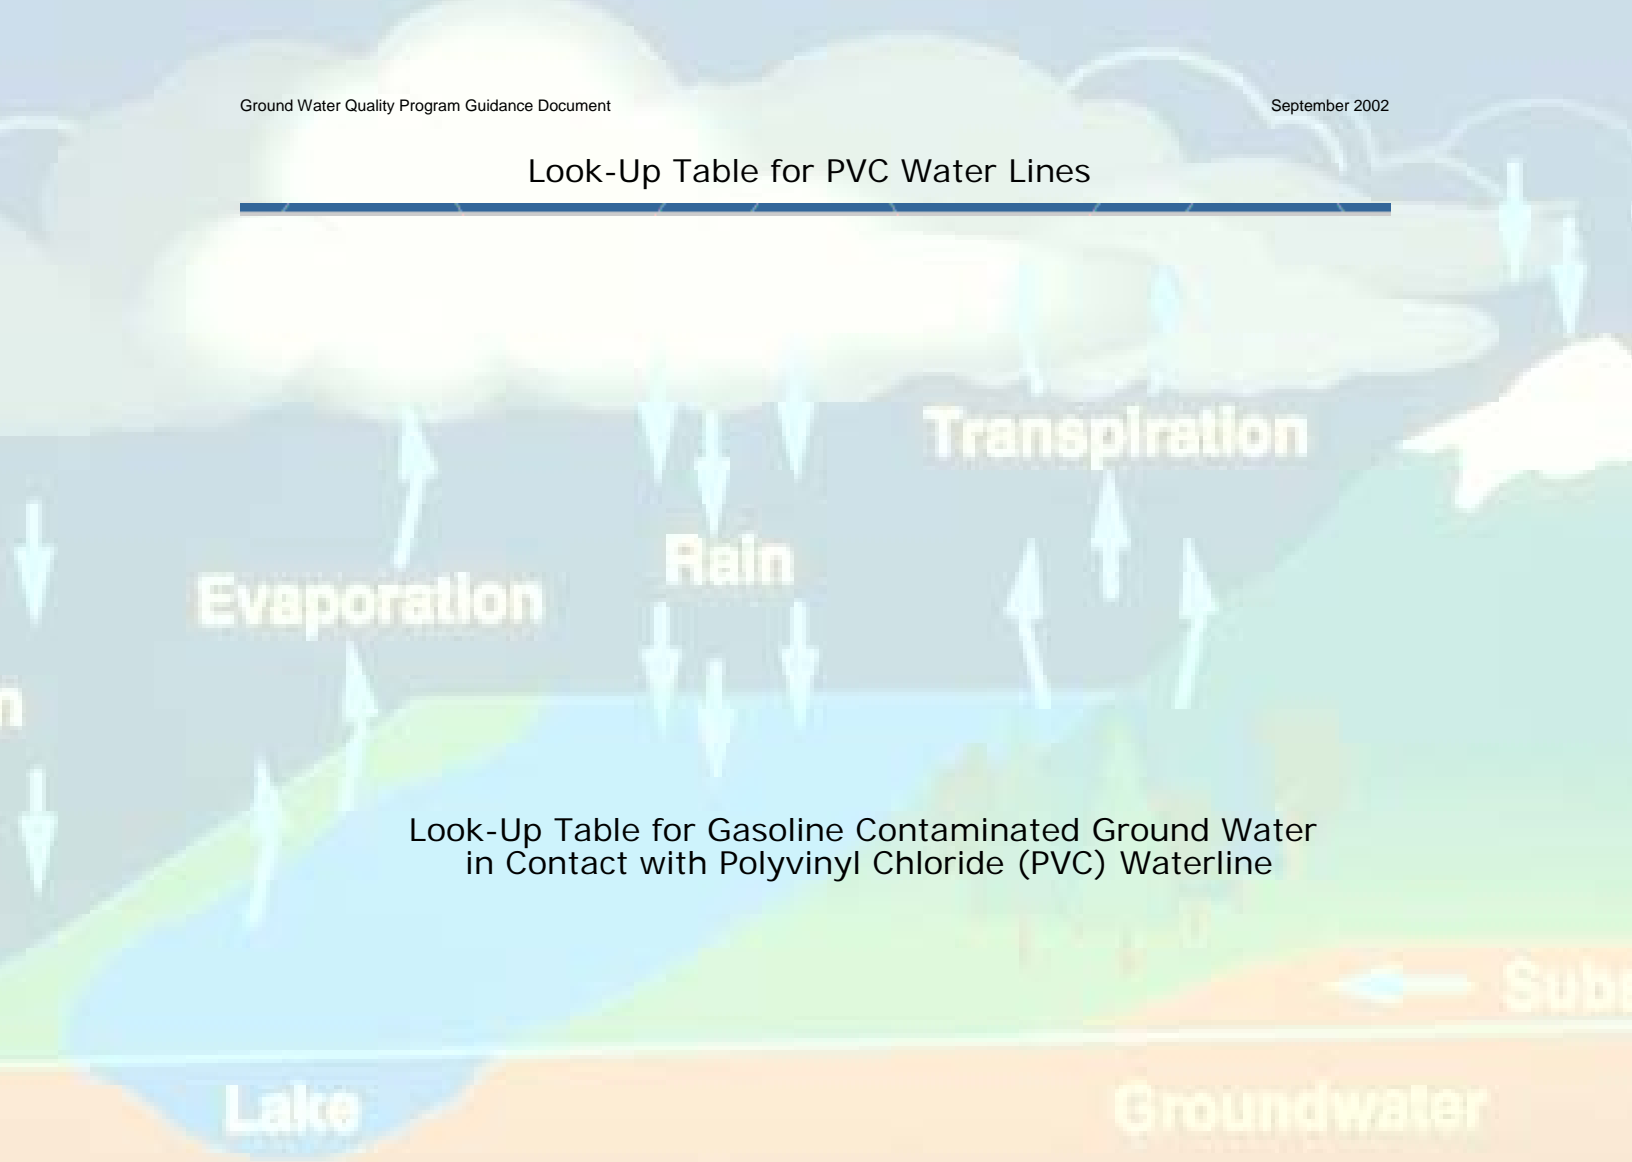 Ground Water Quality Program Guidance Document September 2002
Look-Up Table for PVC Water Lines
Transpiration
Rain
Evaporation
n
Look-Up Table for Gasoline Contaminated Ground Water
in Contact with Polyvinyl Chloride (PVC) Waterline
Lake
Groundwater